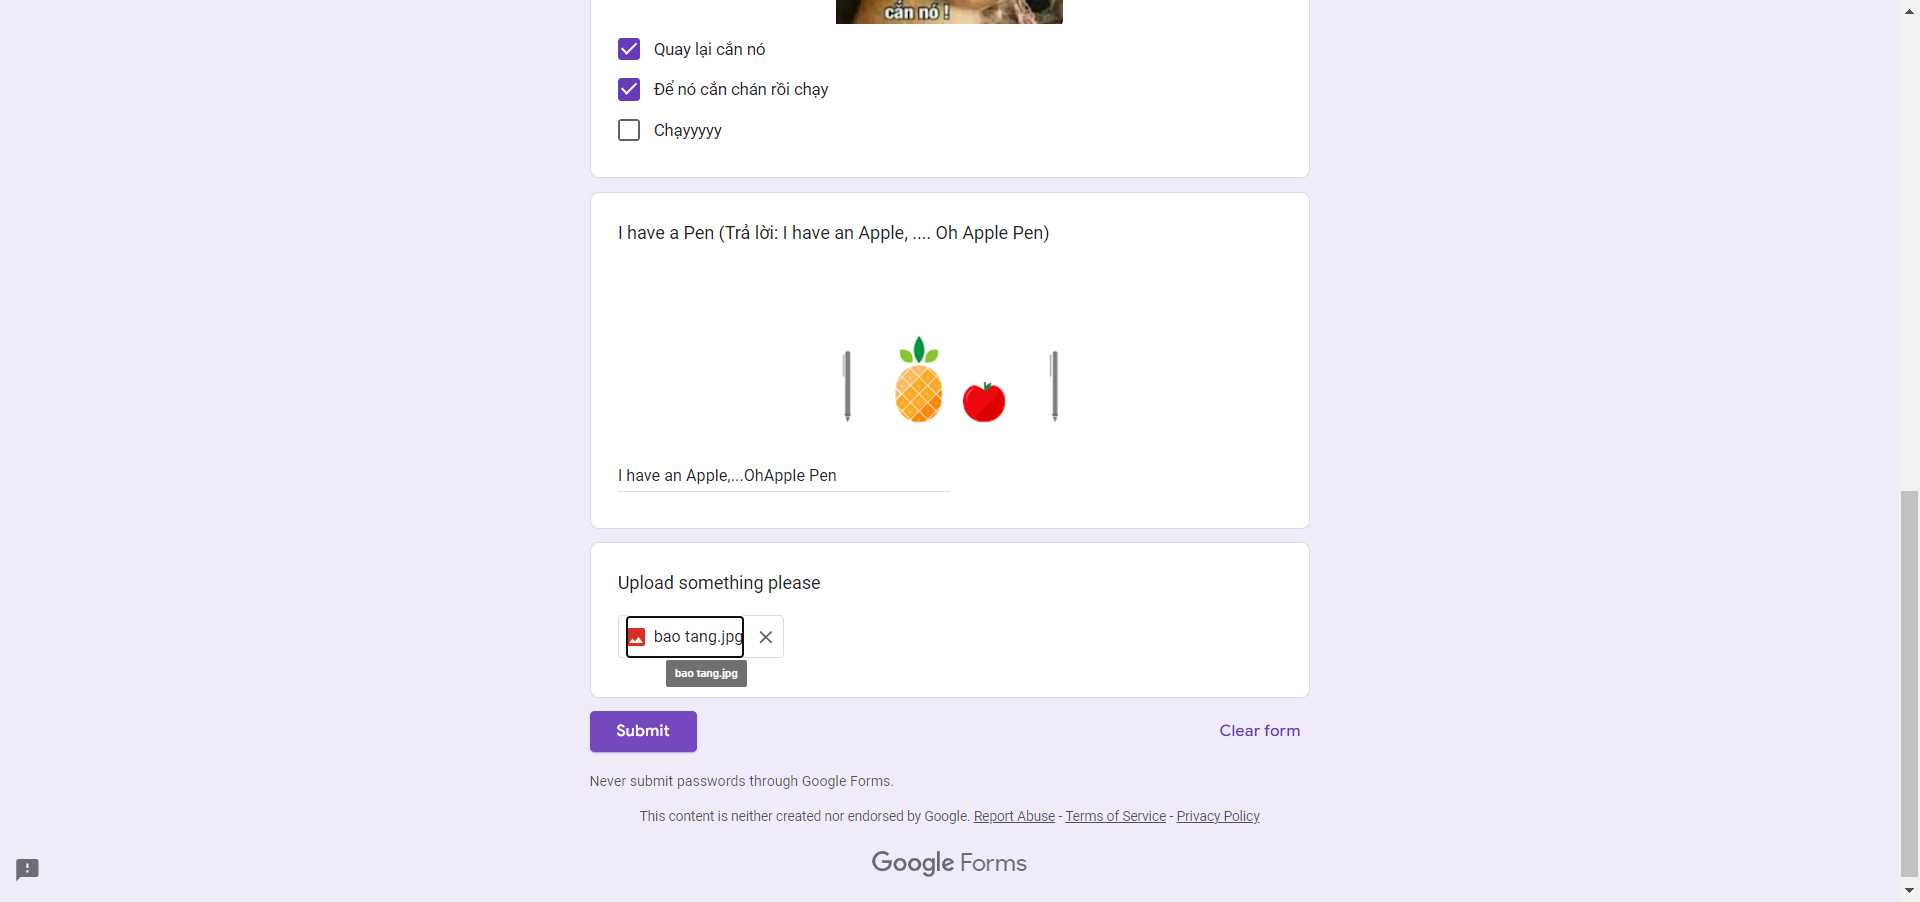 cắn nó !
Quay lại cắn nó
Để nó cắn chán rồi chạy
Chạyyyyy
I have a Pen (Trả lời: I have an Apple, .... Oh Apple Pen)
I have an Apple,...OhApple Pen
Upload something please
bao tang.jpg
bao tang.jpg
Submit
Clear form
Never submit passwords through Google Forms.
This content is neither created nor endorsed by Google. Report Abuse - Terms of Service - Privacy Policy
Google Forms